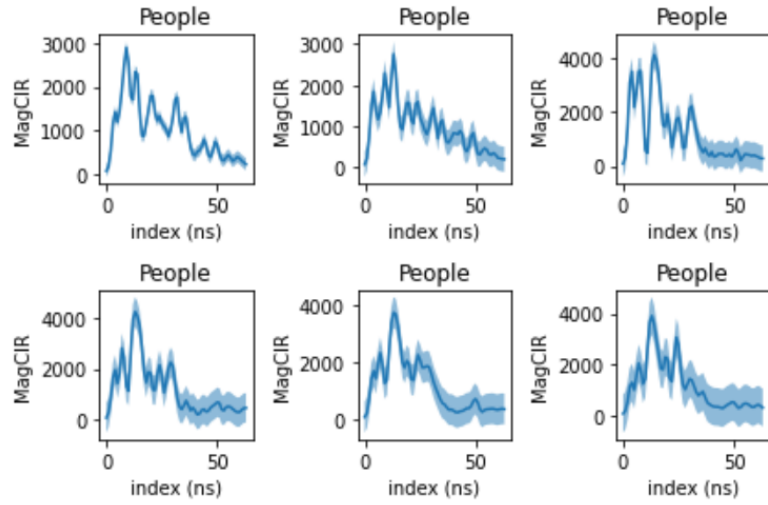 People People People
MagCIR 3000 2000 1000 0 MagCIR 3000 2000 1000 0 MagCIR 4000 2000 0
0 50 0 50 0 50
index (ns) index (ns) index (ns)
People People People
MagCIR 4000 2000 0 MagCIR 4000 2000 0 MagCIR 4000 2000 0
0 50 0 50 0 50
index (ns) index (ns) index (ns)